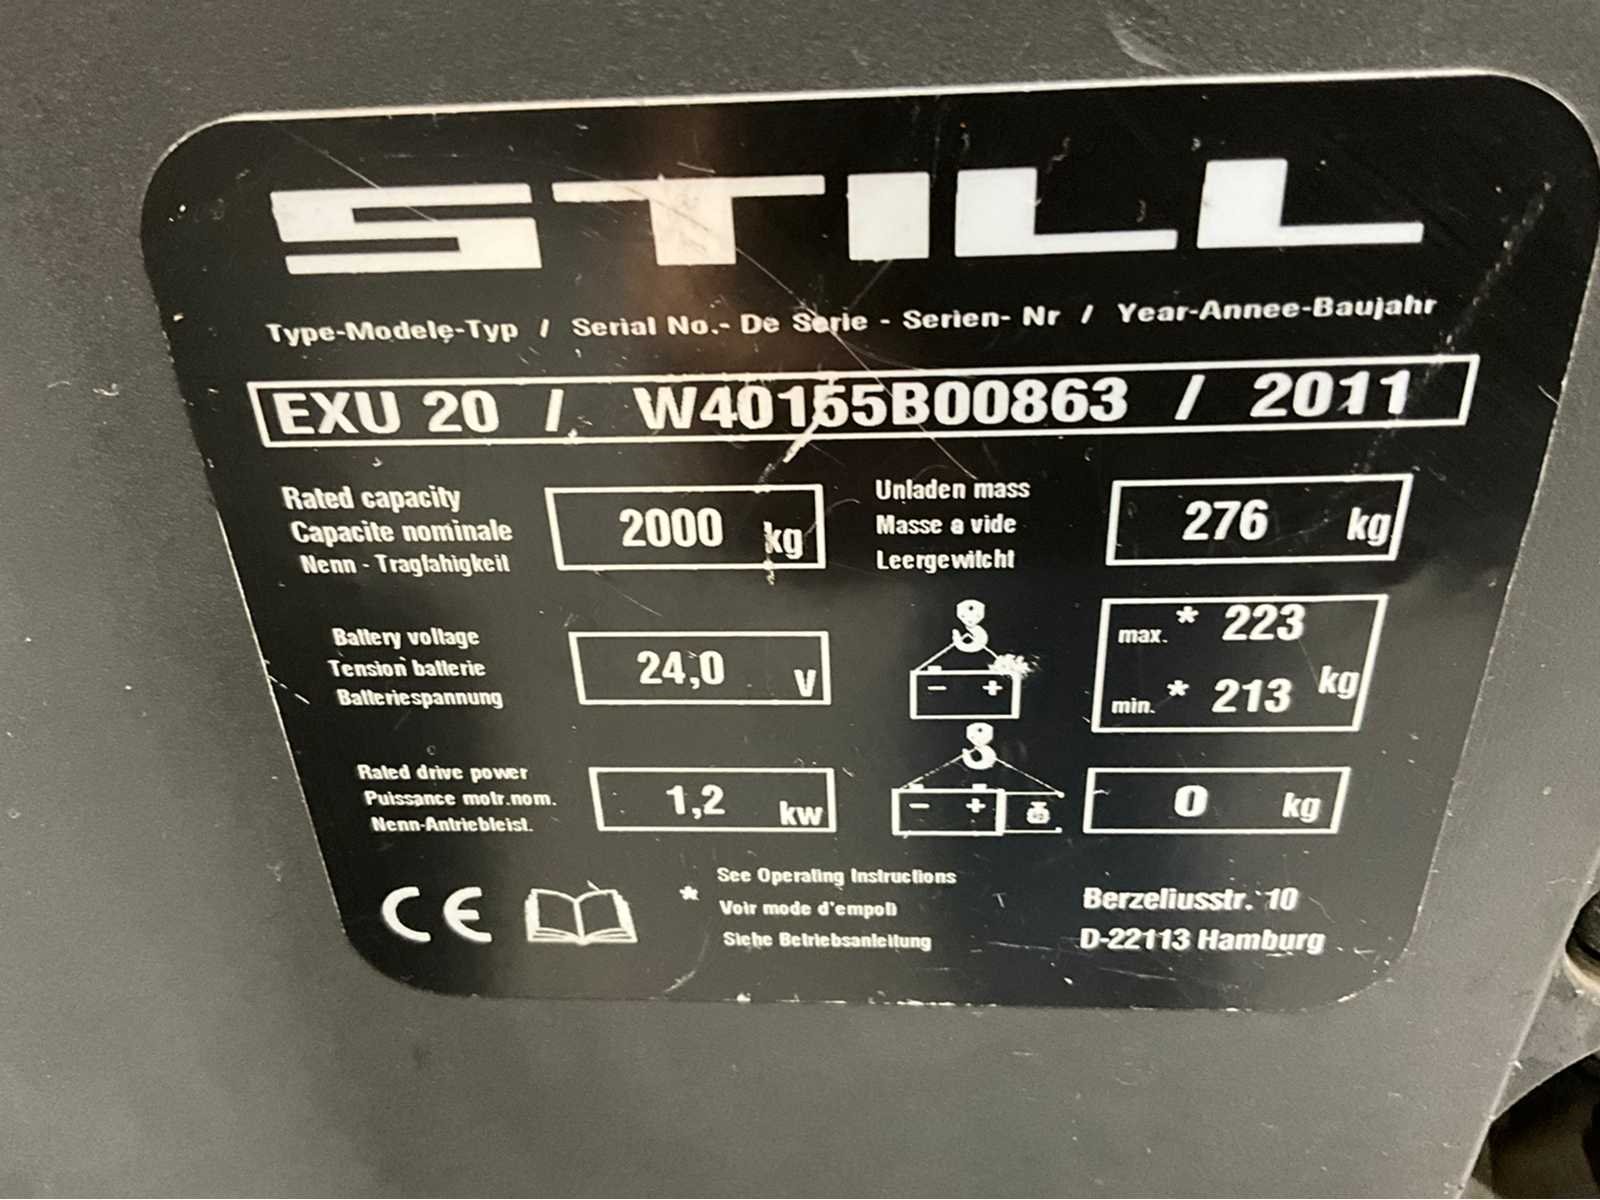 STILL
Type-Modele-Typ / Serial No.- De Serie - Serien- Nr / Year-Annee-Baujahr
EXU 20 / W40155B00863 / 2011
Rated capacity
Capacite nominale
Nenn - Tragfahigkeit
2000 kg
Unladen mass
Masse a vide
Leergewitcht
276 kg
Battery voltage
Tension batterie
Batteriespannung
24,0 V
- +
max. * 223
min. * 213 kg
Rated drive power
Puissance motr.nom.
Nenn-Antriebleist.
1,2 kw
- +
0 kg
CE
* See Operating Instructions
Voir mode d'empoli
Siehe Betriebsanleitung
Berzeliusstr. 10
D-22113 Hamburg